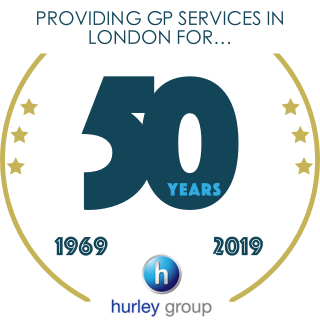 PROVIDING GP SERVICES IN
LONDON FOR...
50
YEARS
1969 2019
h
hurley group